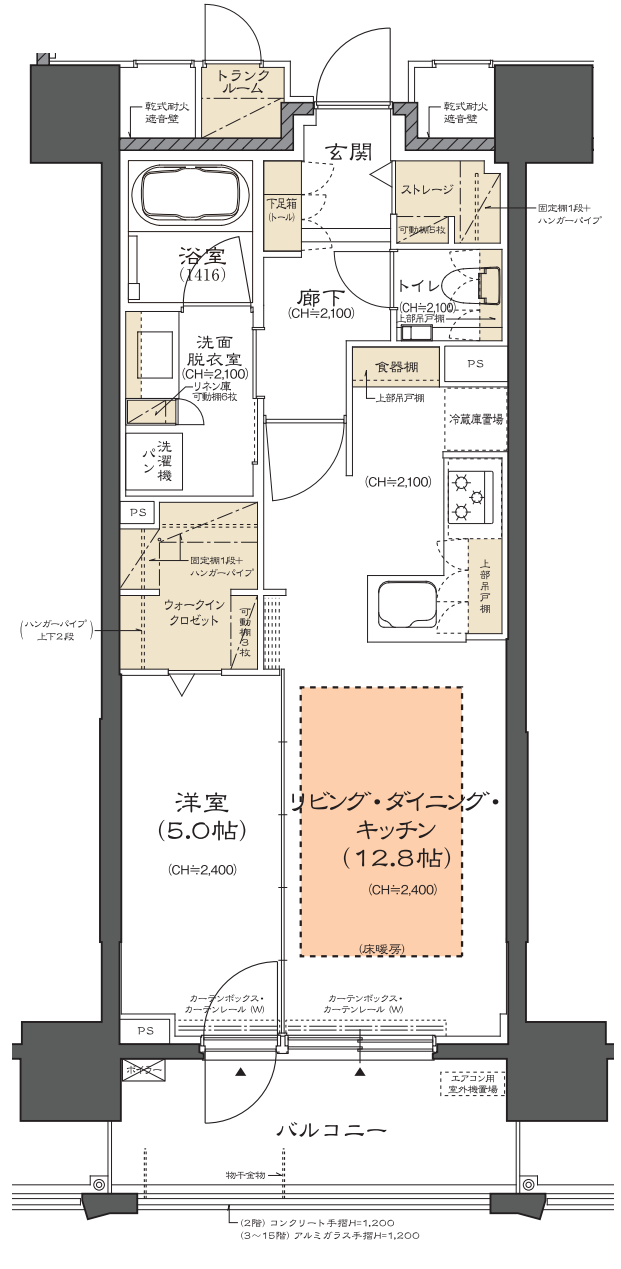 トランク
ルーム
乾式耐火
遮音壁
乾式耐火
遮音壁
玄関
下足箱
(トール)
ストレージ
可動棚5枚
固定棚1段＋
ハンガーパイプ
浴室
(1416)
廊下
(CH≒2,100)
トイレ
(CH≒2,100)
上部吊戸棚
洗面
脱衣室
(CH≒2,100)
リネン庫
可動棚6枚
食器棚
上部吊戸棚
PS
冷蔵庫置場
洗濯機
パン
(CH≒2,100)
PS
固定棚1段＋
ハンガーパイプ
上部吊戸棚
ウォークイン
クロゼット
可動棚3枚
(ハンガーパイプ
上下2段)
洋室
(5.0帖)
(CH≒2,400)
リビング・ダイニング・
キッチン
(12.8帖)
(CH≒2,400)
(床暖房)
カーテンボックス・
カーテンレール (W)
カーテンボックス・
カーテンレール (W)
PS
ボイラー
エアコン用
室外機置場
バルコニー
物干金物
(2階) コンクリート手摺H=1,200
(3〜15階) アルミガラス手摺H=1,200